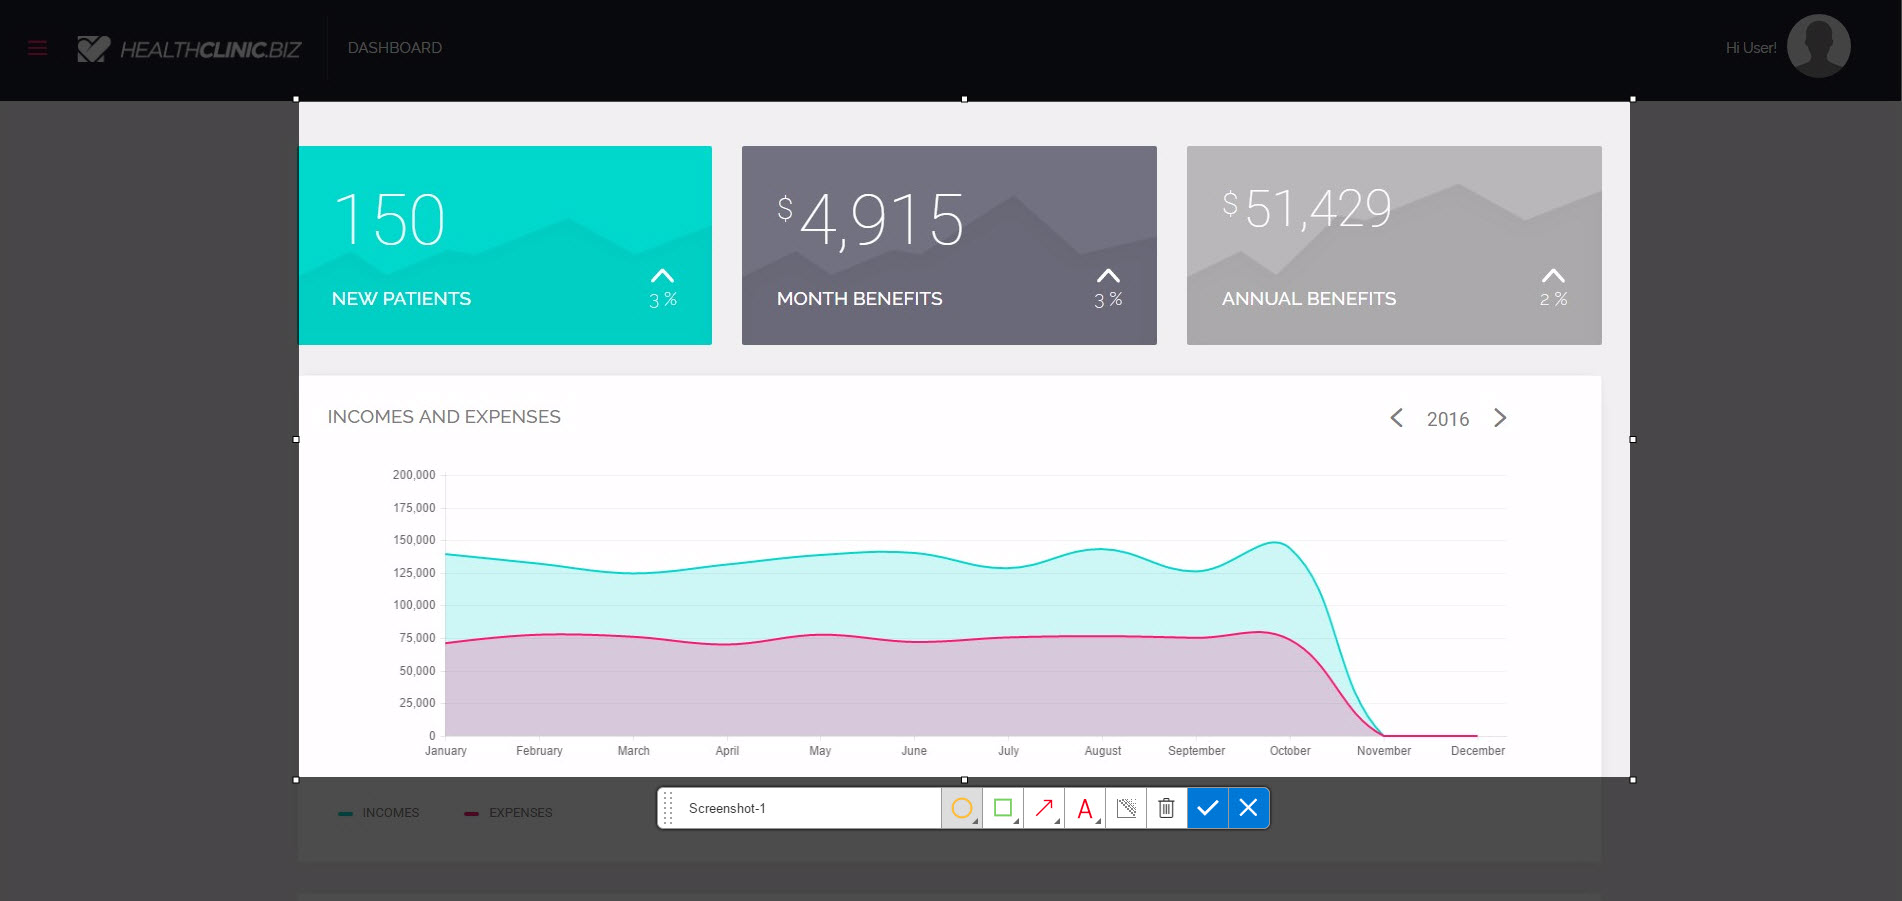 HEALTHCLINIC.BIZ
DASHBOARD
Hi User!
150
NEW PATIENTS
3 %
$4,915
MONTH BENEFITS
3 %
$51,429
ANNUAL BENEFITS
2 %
INCOMES AND EXPENSES
2016
200,000
175,000
150,000
125,000
100,000
75,000
50,000
25,000
0
January February March April May June July August September October November December
INCOMES EXPENSES
Screenshot-1
A